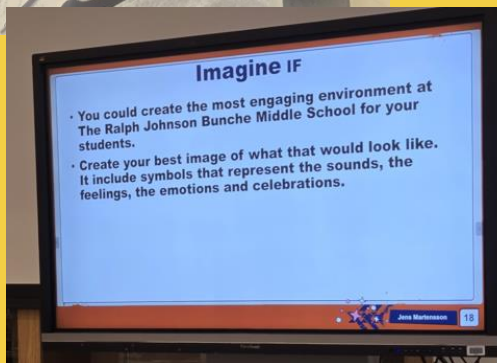 Imagine IF
• You could create the most engaging environment at
The Ralph Johnson Bunche Middle School for your
students.
• Create your best image of what that would look like.
It include symbols that represent the sounds, the
feelings, the emotions and celebrations.
Jens Martensson 18